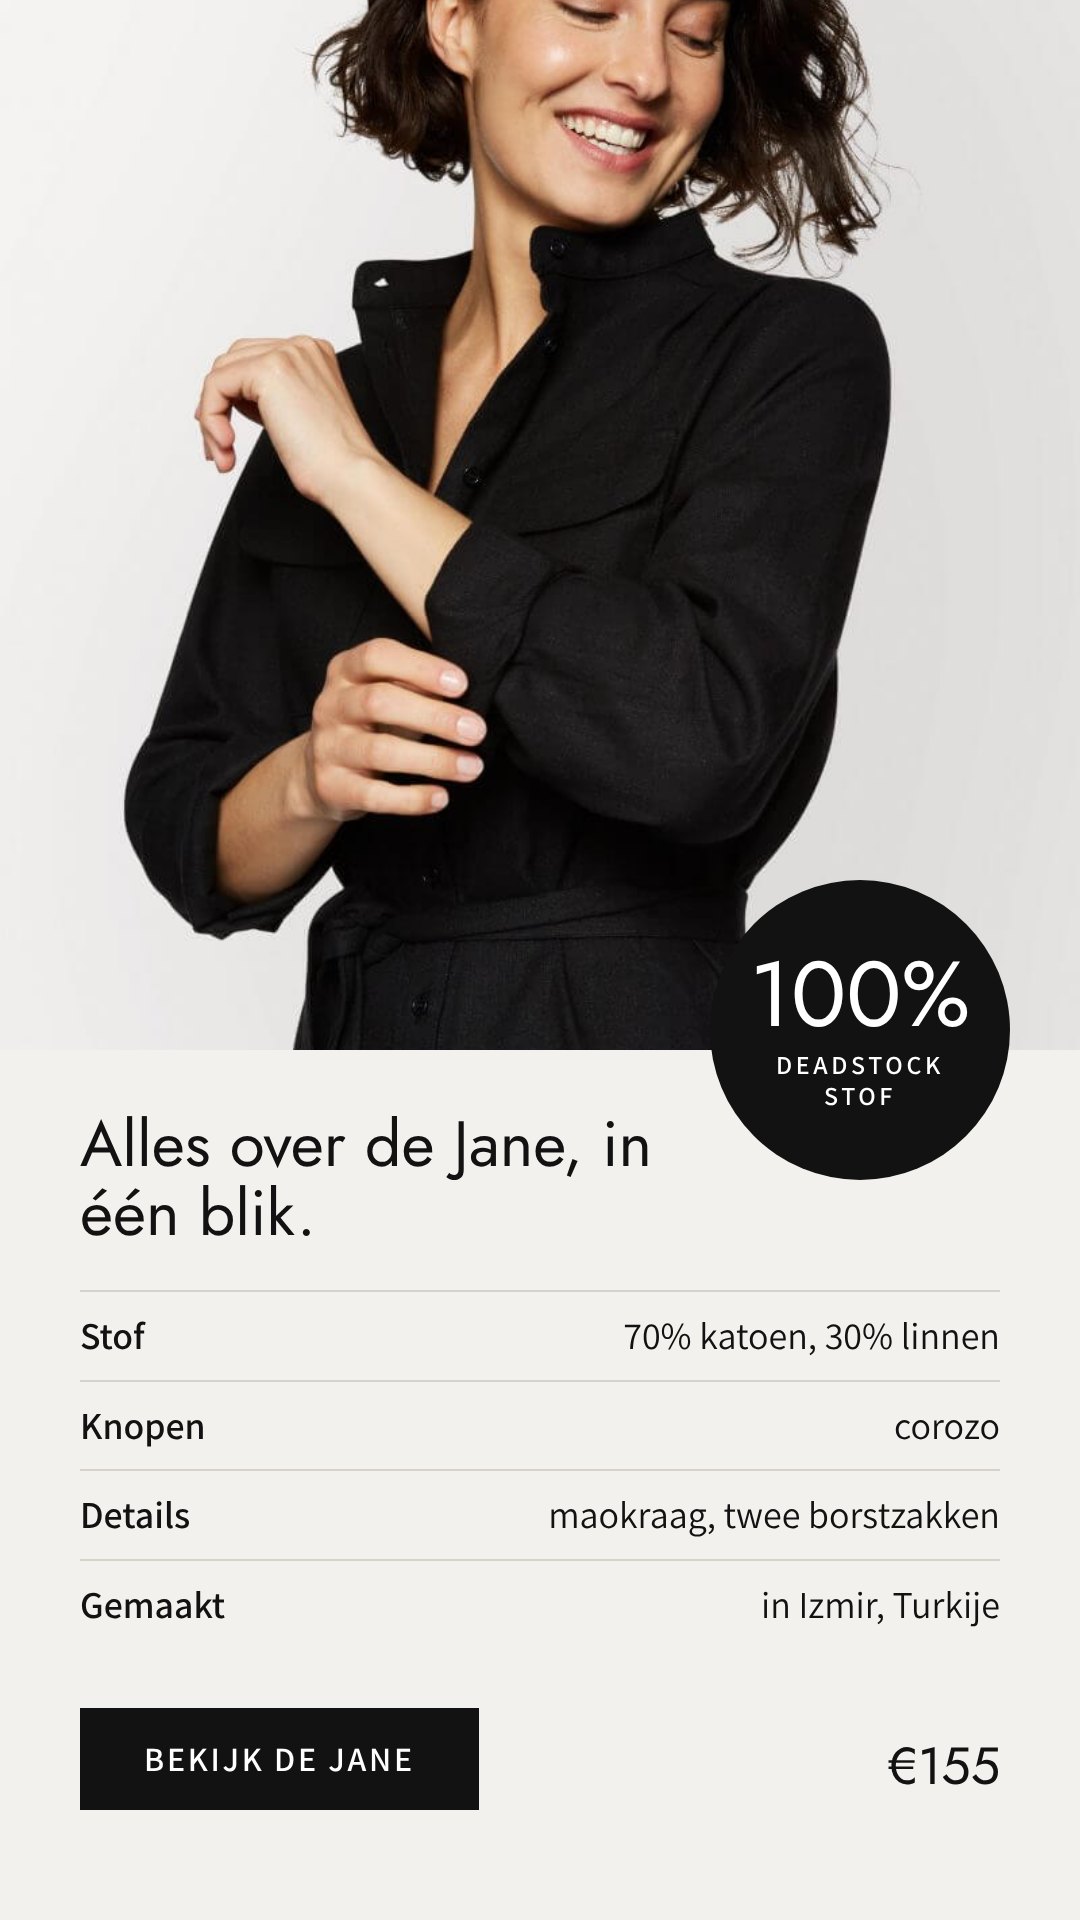 100%
DEADSTOCK
STOF
Alles over de Jane, in
één blik.
Stof 70% katoen, 30% linnen
Knopen corozo
Details maokraag, twee borstzakken
Gemaakt in Izmir, Turkije
BEKIJK DE JANE €155